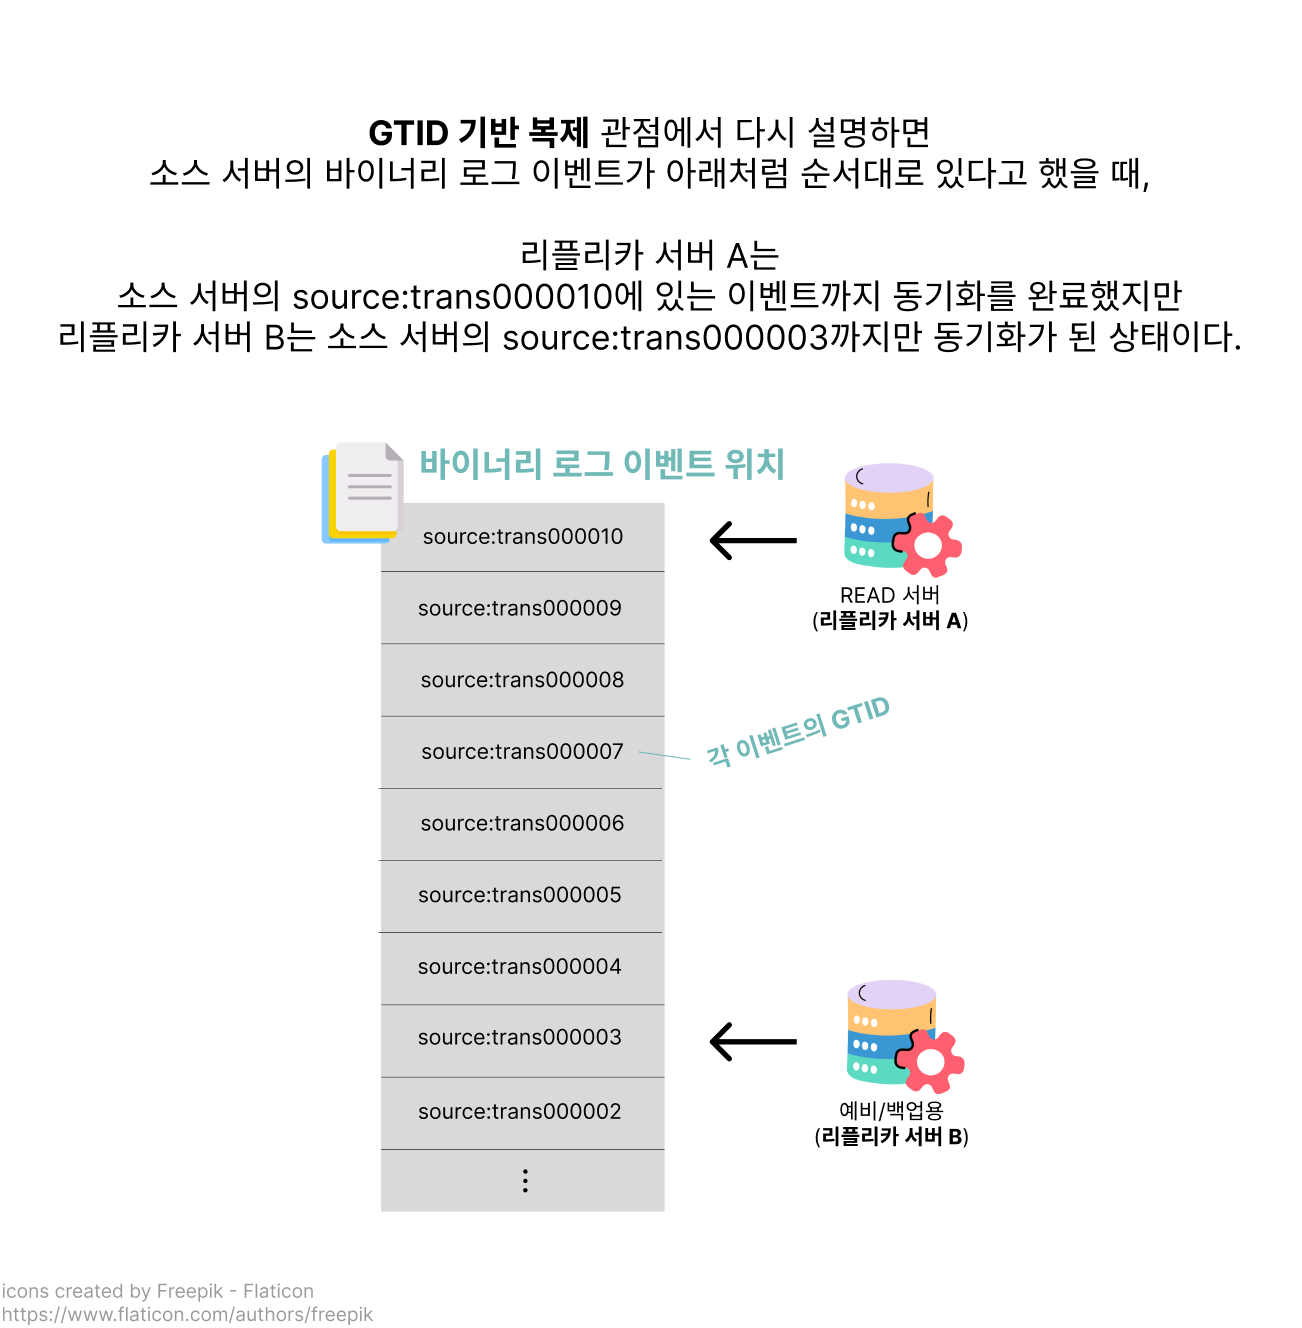 GTID 기반 복제 관점에서 다시 설명하면
소스 서버의 바이너리 로그 이벤트가 아래처럼 순서대로 있다고 했을 때,
리플리카 서버 A는
소스 서버의 source:trans000010에 있는 이벤트까지 동기화를 완료했지만
리플리카 서버 B는 소스 서버의 source:trans000003까지만 동기화가 된 상태이다.
바이너리 로그 이벤트 위치
source:trans000010
READ 서버
(리플리카 서버 A)
source:trans000009
source:trans000008
source:trans000007
각 이벤트의 GTID
source:trans000006
source:trans000005
source:trans000004
source:trans000003
source:trans000002
예비/백업용
(리플리카 서버 B)
icons created by Freepik - Flaticon
https://www.flaticon.com/authors/freepik